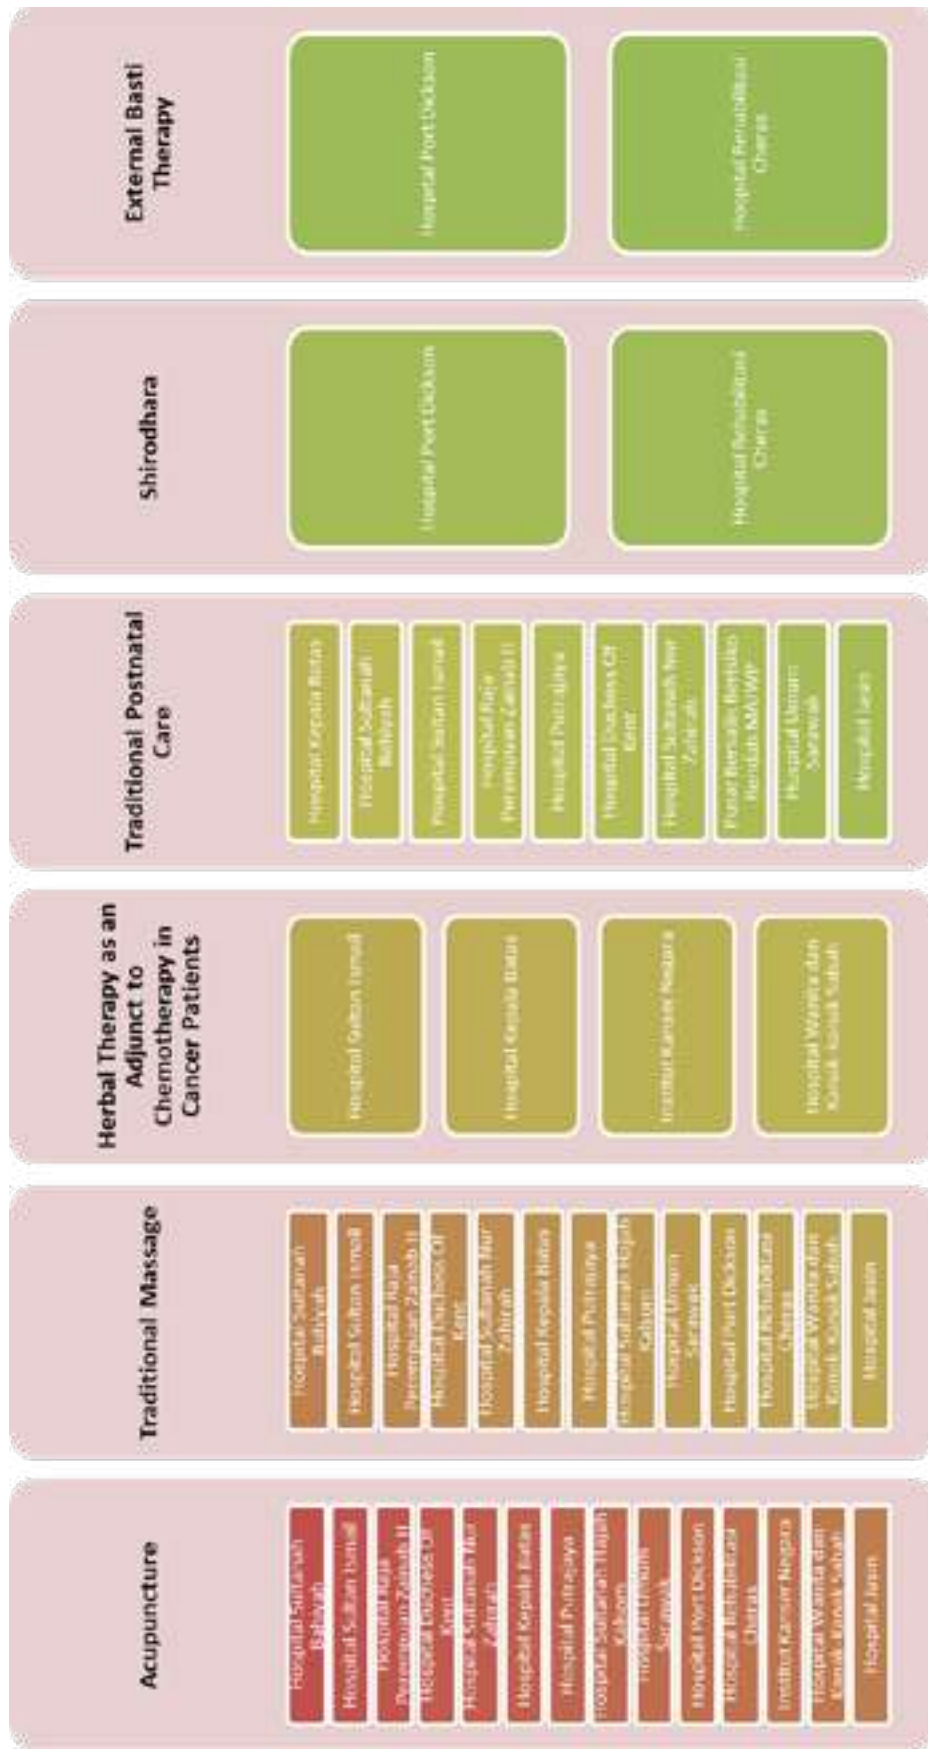 Acupuncture
Hospital Sultanah
Bahiyah
Hospital Sultan Ismail
Hospital Raja
Perempuan Zainab II
Hospital Duchess Of
Kent
Hospital Sultanah Nur
Zahirah
Hospital Kepala Batas
Hospital Putrajaya
Hospital Sultanah Hajjah
Kalsom
Hospital Umum
Sarawak
Hospital Port Dickson
Hospital Rehabilitasi
Cheras
Institut Kanser Negara
Hospital Wanita dan
Kanak-Kanak Sabah
Hospital Jasin
Traditional Massage
Hospital Sultanah
Bahiyah
Hospital Sultan Ismail
Hospital Raja
Perempuan Zainab II
Hospital Duchess Of
Kent
Hospital Sultanah Nur
Zahirah
Hospital Kepala Batas
Hospital Putrajaya
Hospital Sultanah Hajjah
Kalsom
Hospital Umum
Sarawak
Hospital Port Dickson
Hospital Rehabilitasi
Cheras
Hospital Wanita dan
Kanak-Kanak Sabah
Hospital Jasin
Herbal Therapy as an
Adjunct to
Chemotherapy in
Cancer Patients
Hospital Sultan Ismail
Hospital Kepala Batas
Institut Kanser Negara
Hospital Wanita dan
Kanak-Kanak Sabah
Traditional Postnatal
Care
Hospital Kepala Batas
Hospital Sultanah
Bahiyah
Hospital Sultan Ismail
Hospital Raja
Perempuan Zainab II
Hospital Putrajaya
Hospital Duchess Of
Kent
Hospital Sultanah Nur
Zahirah
Pusat Bersalin Berisiko
Rendah MAIWP
Hospital Umum
Sarawak
Hospital Jasin
Shirodhara
Hospital Port Dickson
Hospital Rehabilitasi
Cheras
External Basti
Therapy
Hospital Port Dickson
Hospital Rehabilitasi
Cheras